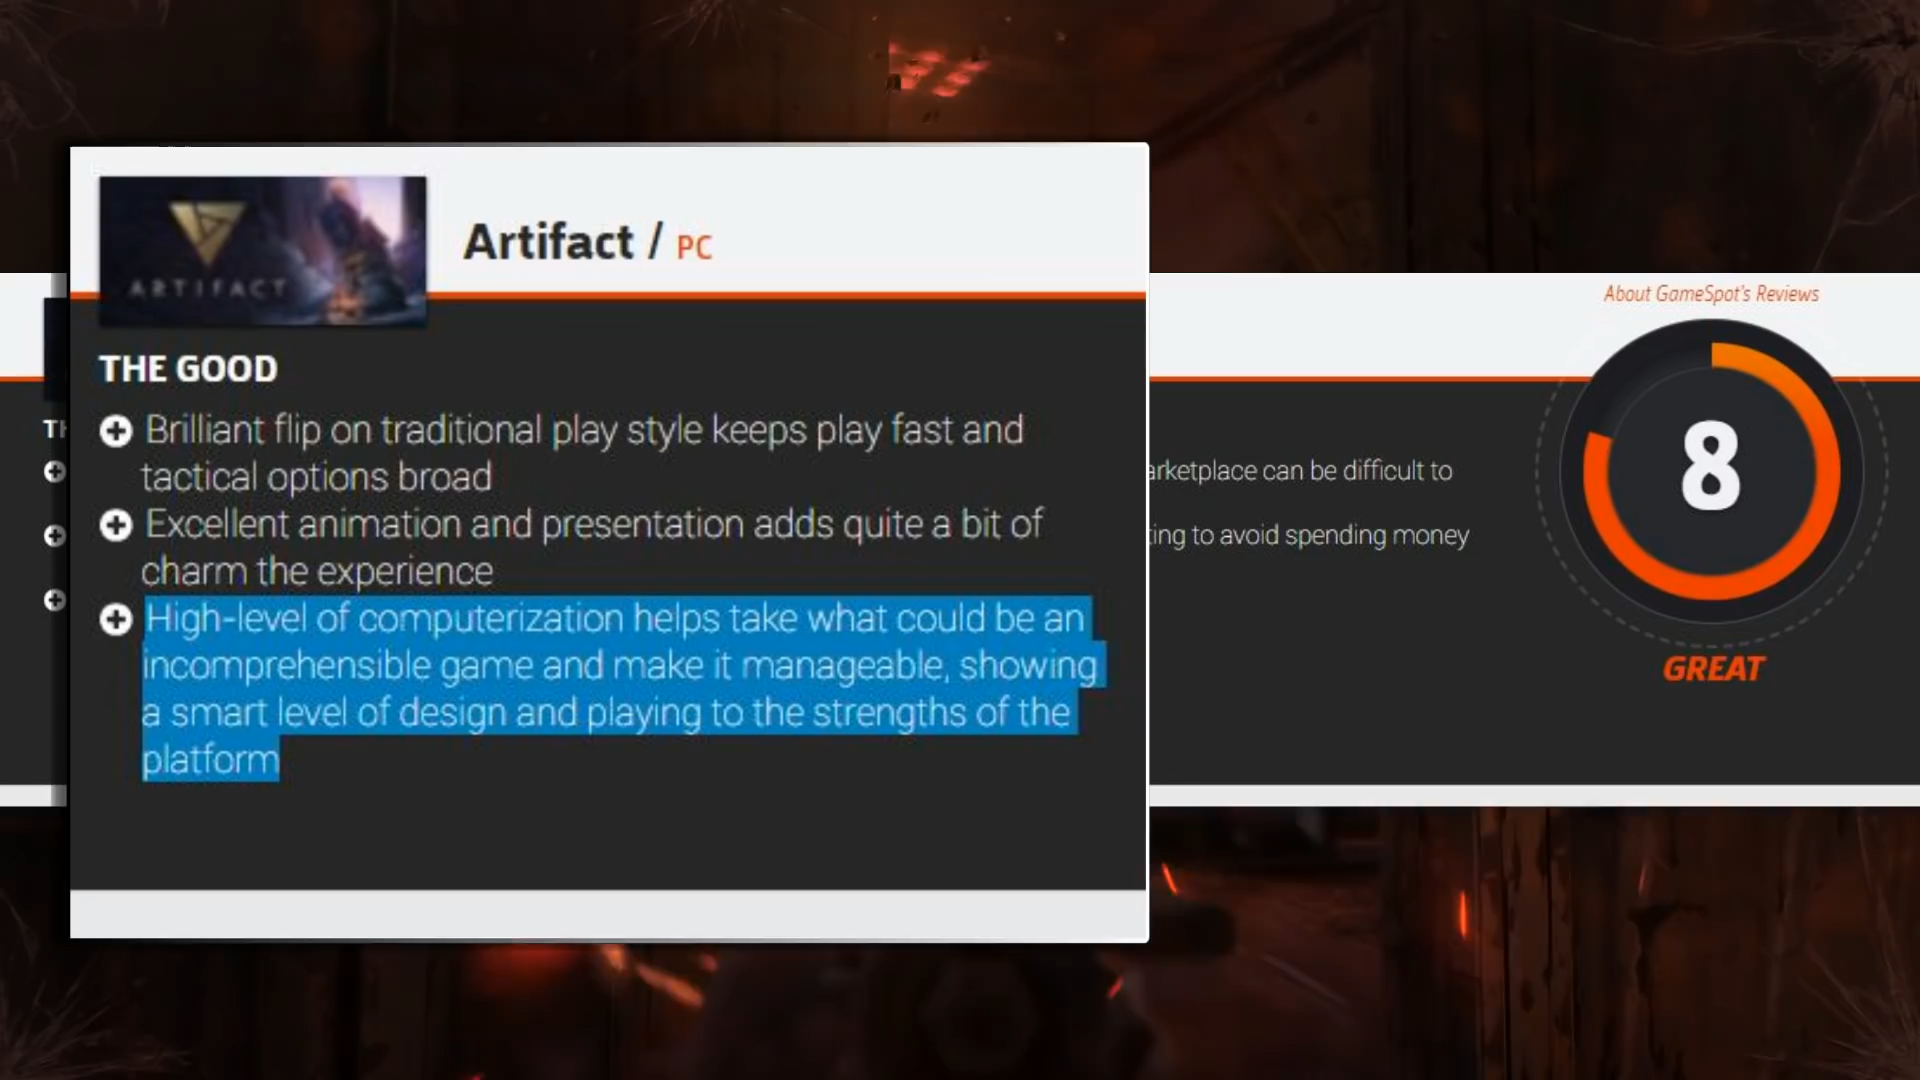 ARTIFACT
Artifact / PC
THE GOOD
Brilliant flip on traditional play style keeps play fast and
tactical options broad
Excellent animation and presentation adds quite a bit of
charm the experience
High-level of computerization helps take what could be an
incomprehensible game and make it manageable, showing
a smart level of design and playing to the strengths of the
platform
About GameSpot's Reviews
can be difficult to
to avoid spending money
8
GREAT